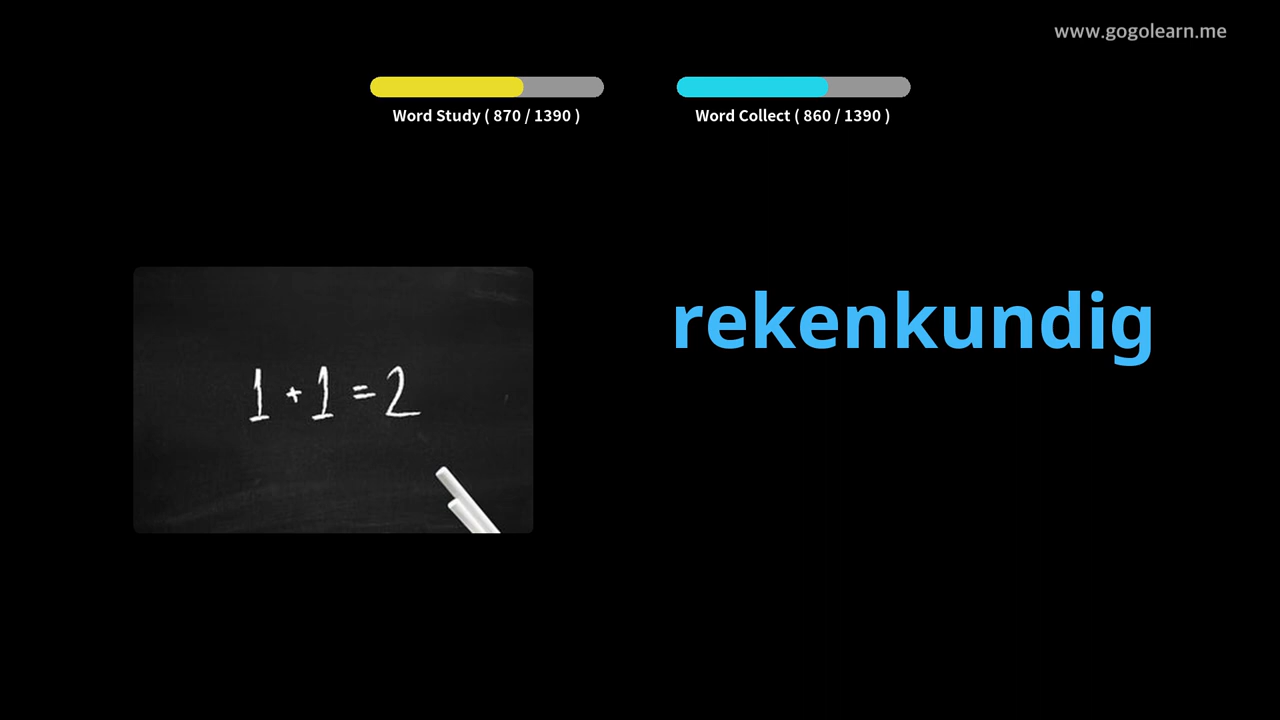 www.gogolearn.me
Word Study ( 870 / 1390 )
Word Collect ( 860 / 1390 )
rekenkundig
1 + 1 = 2